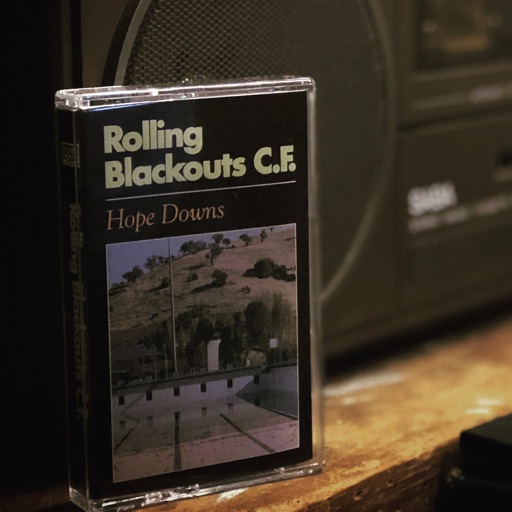 Rolling
Blackouts C.F.
Hope Downs
Rolling Blackouts C.F.
SABA